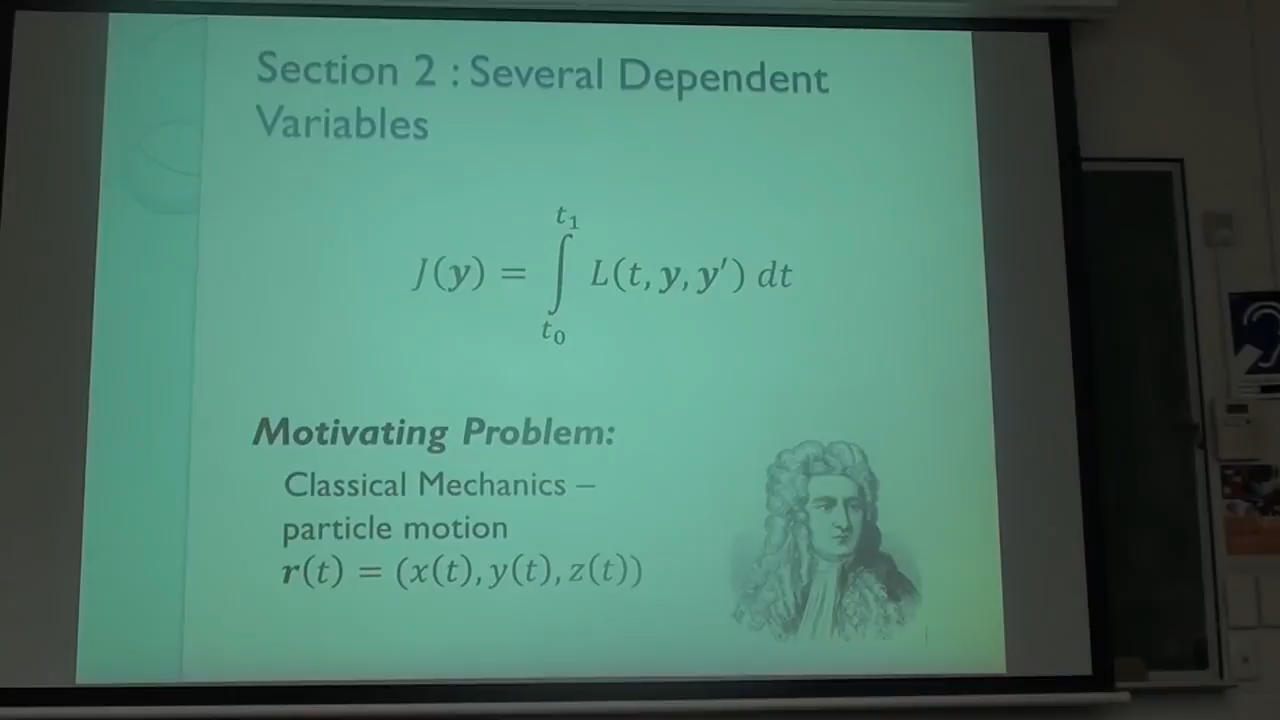 Section 2 : Several Dependent
Variables
J(y) = ∫_{t₀}^{t₁} L(t, y, y′) dt
Motivating Problem:
Classical Mechanics –
particle motion
r(t) = (x(t), y(t), z(t))